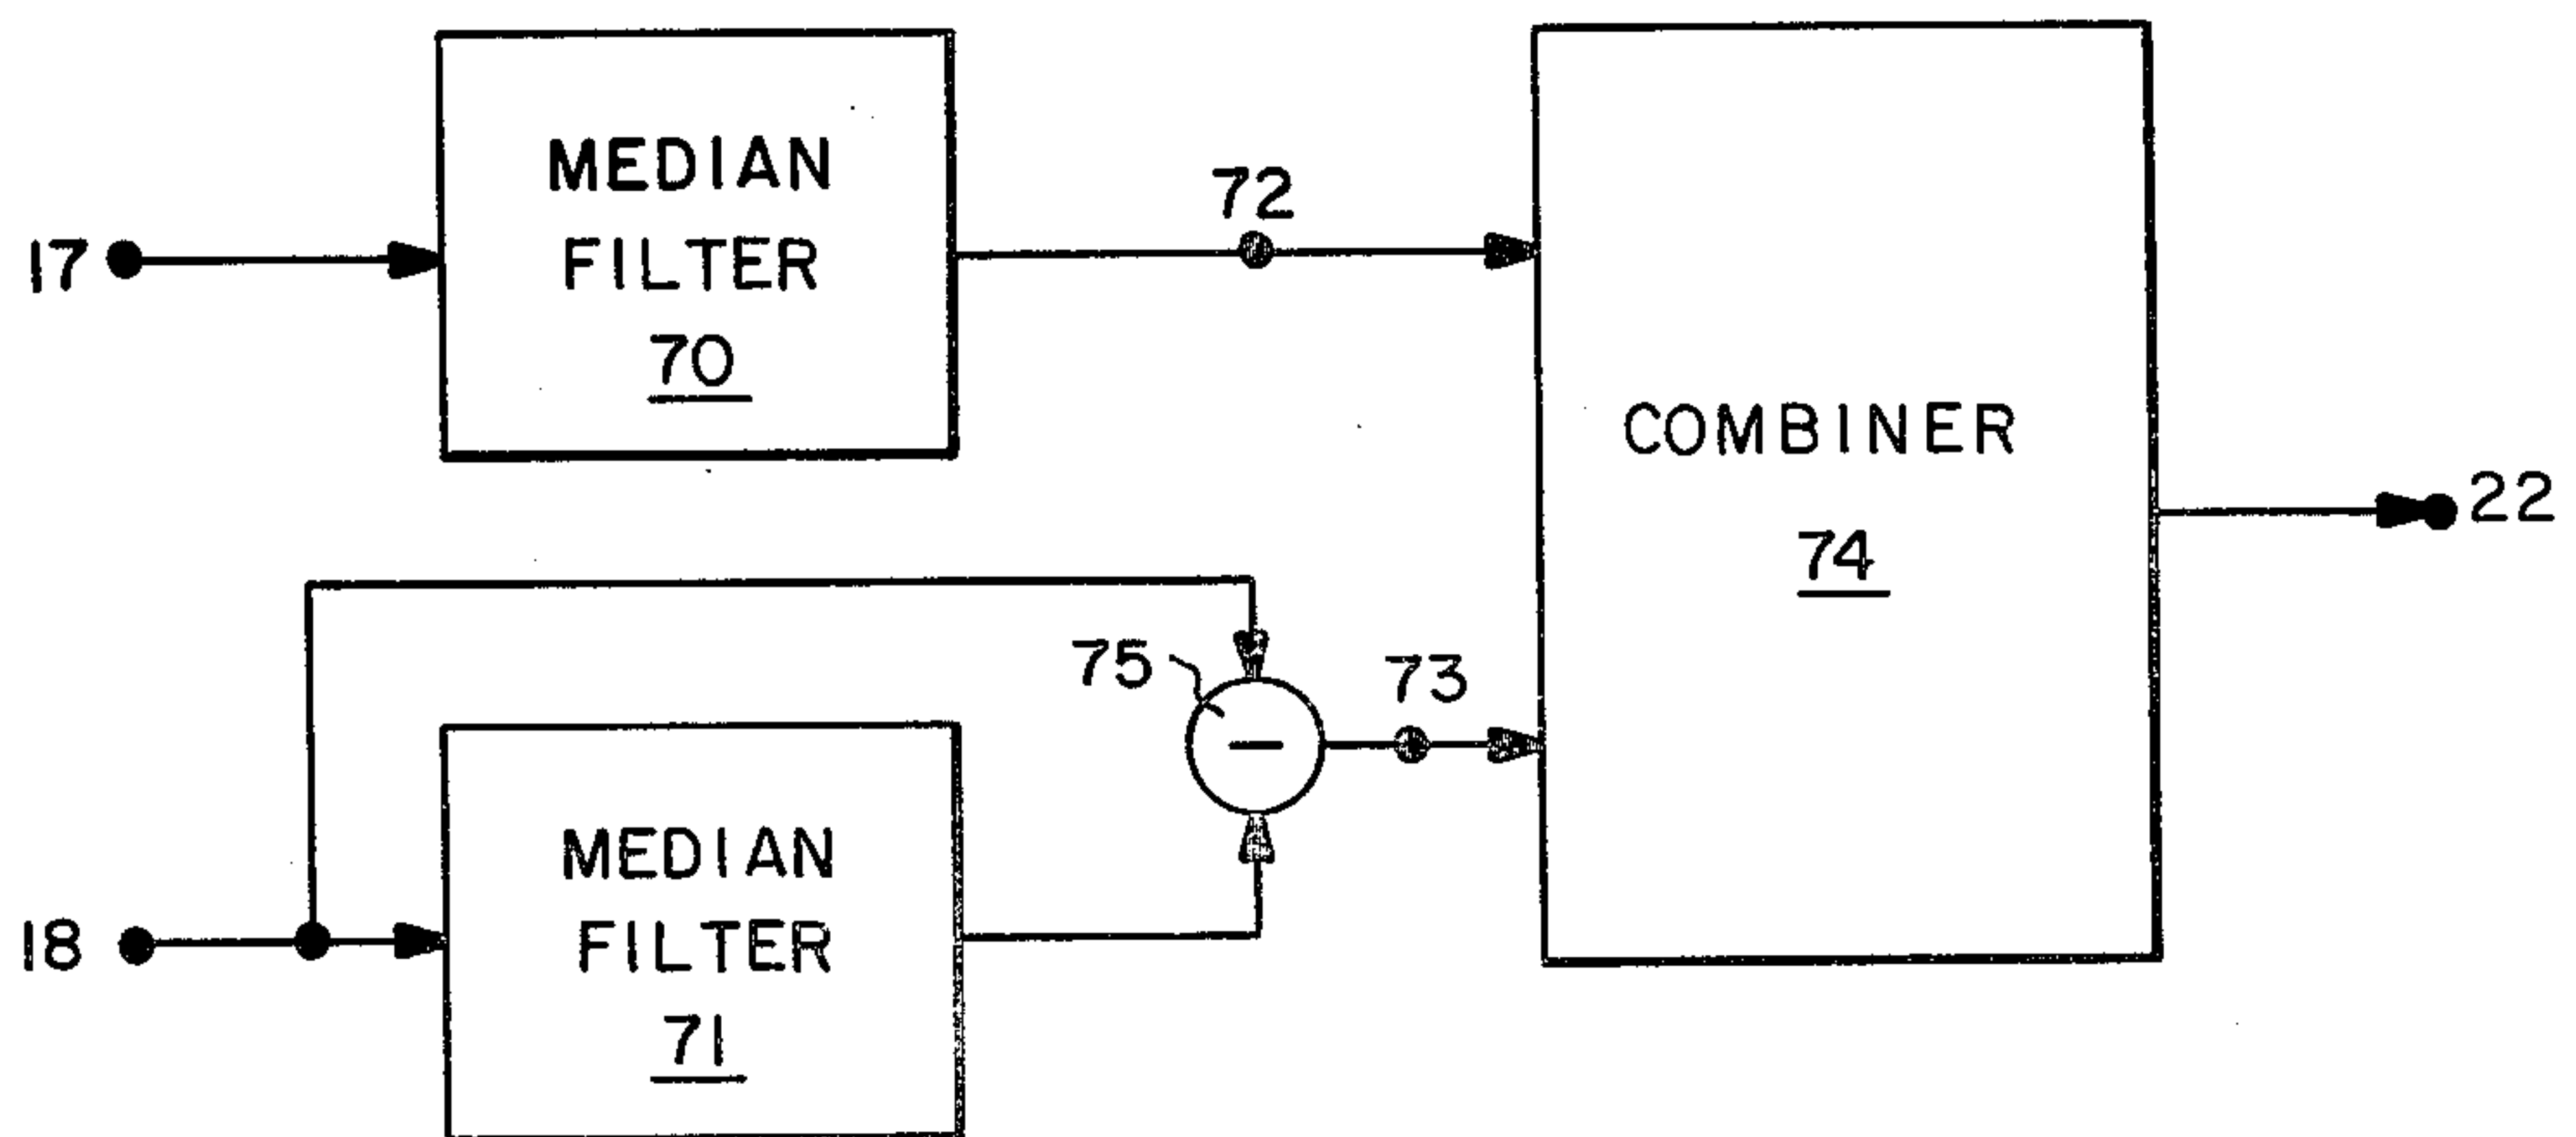 17
MEDIAN
FILTER
70
72
COMBINER
74
22
75
73
–
18
MEDIAN
FILTER
71